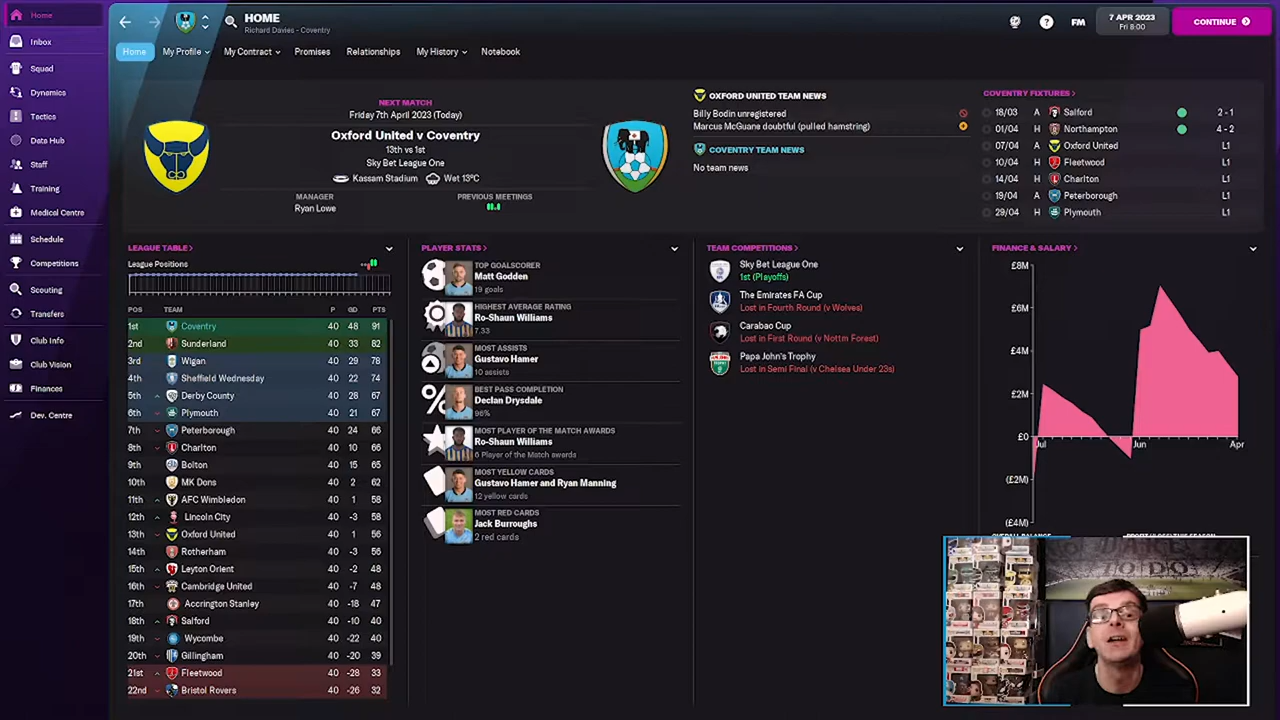 Home
HOME
Richard Davies - Coventry
FM
7 APR 2023
Fri 8:00
CONTINUE
Home
My Profile
My Contract
Promises
Relationships
My History
Notebook
Inbox
Squad
Dynamics
Tactics
Data Hub
Staff
Training
Medical Centre
Schedule
Competitions
Scouting
Transfers
Club Info
Club Vision
Finances
Dev. Centre
NEXT MATCH
Friday 7th April 2023 (Today)
Oxford United v Coventry
13th vs 1st
Sky Bet League One
Kassam Stadium
Wet 13°C
MANAGER
Ryan Lowe
PREVIOUS MEETINGS
OXFORD UNITED TEAM NEWS
Billy Bodin unregistered
Marcus McGuane doubtful (pulled hamstring)
COVENTRY TEAM NEWS
No team news
COVENTRY FIXTURES >
18/03 A Salford 2 - 1
01/04 H Northampton 4 - 2
07/04 A Oxford United L1
10/04 H Fleetwood L1
14/04 H Charlton L1
19/04 A Peterborough L1
29/04 H Plymouth L1
LEAGUE TABLE >
League Positions
POS TEAM P GD PTS
1st Coventry 40 48 91
2nd Sunderland 40 33 82
3rd Wigan 40 29 78
4th Sheffield Wednesday 40 22 74
5th Derby County 40 28 67
6th Plymouth 40 21 67
7th Peterborough 40 24 66
8th Charlton 40 10 66
9th Bolton 40 15 65
10th MK Dons 40 2 62
11th AFC Wimbledon 40 1 58
12th Lincoln City 40 -3 58
13th Oxford United 40 1 56
14th Rotherham 40 -3 56
15th Leyton Orient 40 -2 48
16th Cambridge United 40 -7 48
17th Accrington Stanley 40 -18 47
18th Salford 40 -10 40
19th Wycombe 40 -22 40
20th Gillingham 40 -20 39
21st Fleetwood 40 -28 33
22nd Bristol Rovers 40 -26 32
PLAYER STATS >
TOP GOALSCORER
Matt Godden
19 goals
HIGHEST AVERAGE RATING
Ro-Shaun Williams
7.33
MOST ASSISTS
Gustavo Hamer
10 assists
BEST PASS COMPLETION
Declan Drysdale
96%
MOST PLAYER OF THE MATCH AWARDS
Ro-Shaun Williams
6 Player of the Match awards
MOST YELLOW CARDS
Gustavo Hamer and Ryan Manning
12 yellow cards
MOST RED CARDS
Jack Burroughs
2 red cards
TEAM COMPETITIONS >
Sky Bet League One
1st (Playoffs)
The Emirates FA Cup
Lost in Fourth Round (v Wolves)
Carabao Cup
Lost in First Round (v Nottm Forest)
Papa John's Trophy
Lost in Semi Final (v Chelsea Under 23s)
FINANCE & SALARY >
£8M
£6M
£4M
£2M
£0
(£2M)
(£4M)
Jul
Jun
Apr